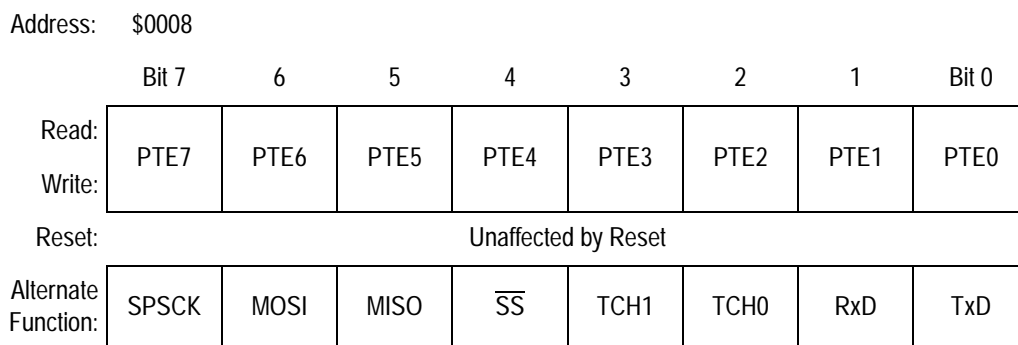 Address: $0008
Bit 7 6 5 4 3 2 1 Bit 0
Read:
PTE7 PTE6 PTE5 PTE4 PTE3 PTE2 PTE1 PTE0
Write:
Reset: Unaffected by Reset
Alternate
Function: SPSCK MOSI MISO S̅S̅ TCH1 TCH0 RxD TxD